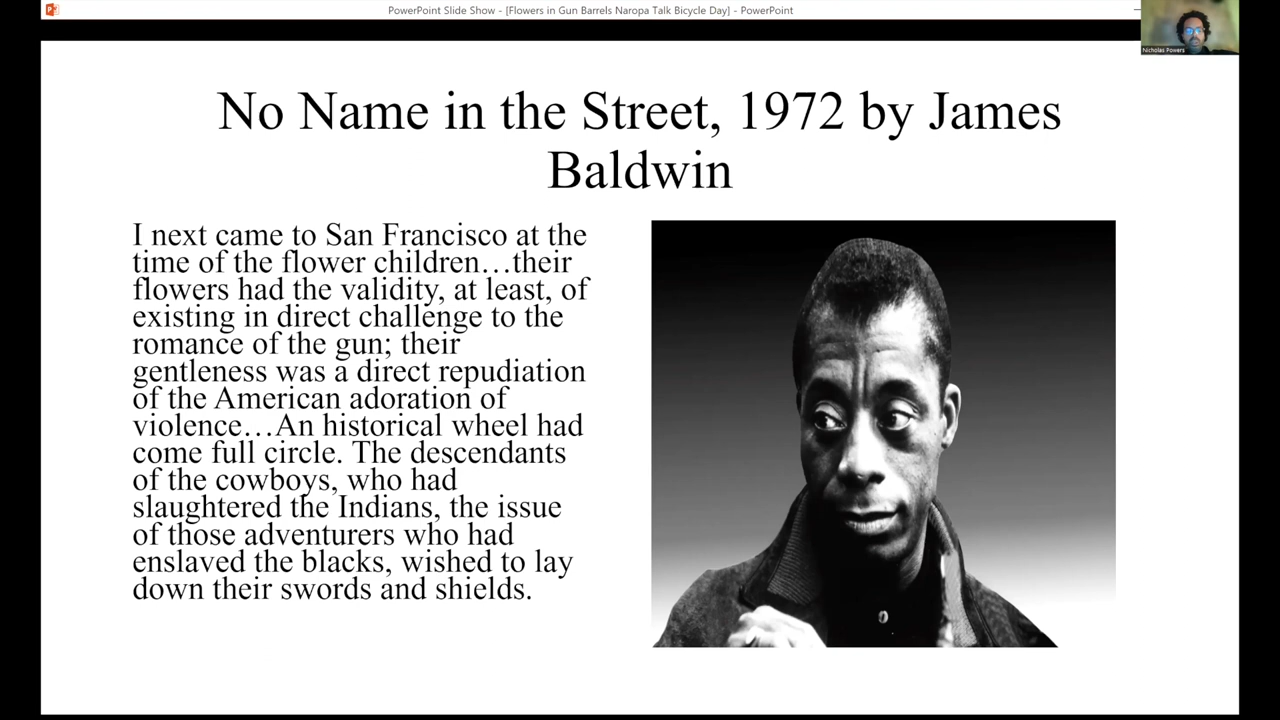 PowerPoint Slide Show - [Flowers in Gun Barrels Naropa Talk Bicycle Day] - PowerPoint
Nicholas Powers
No Name in the Street, 1972 by James
Baldwin
I next came to San Francisco at the
time of the flower children…their
flowers had the validity, at least, of
existing in direct challenge to the
romance of the gun; their
gentleness was a direct repudiation
of the American adoration of
violence…An historical wheel had
come full circle. The descendants
of the cowboys, who had
slaughtered the Indians, the issue
of those adventurers who had
enslaved the blacks, wished to lay
down their swords and shields.